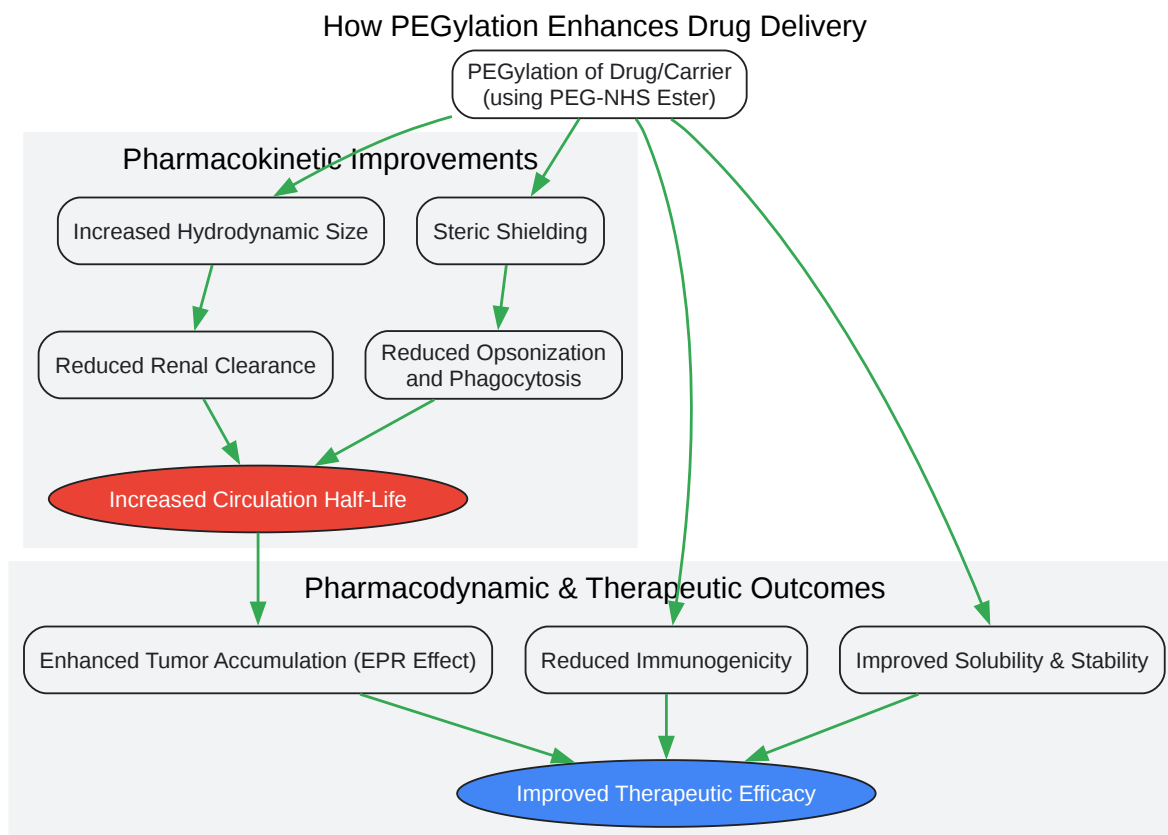 How PEGylation Enhances Drug Delivery
PEGylation of Drug/Carrier
(using PEG-NHS Ester)
Pharmacokinetic Improvements
Increased Hydrodynamic Size
Steric Shielding
Reduced Renal Clearance
Reduced Opsonization
and Phagocytosis
Increased Circulation Half-Life
Pharmacodynamic & Therapeutic Outcomes
Enhanced Tumor Accumulation (EPR Effect)
Reduced Immunogenicity
Improved Solubility & Stability
Improved Therapeutic Efficacy